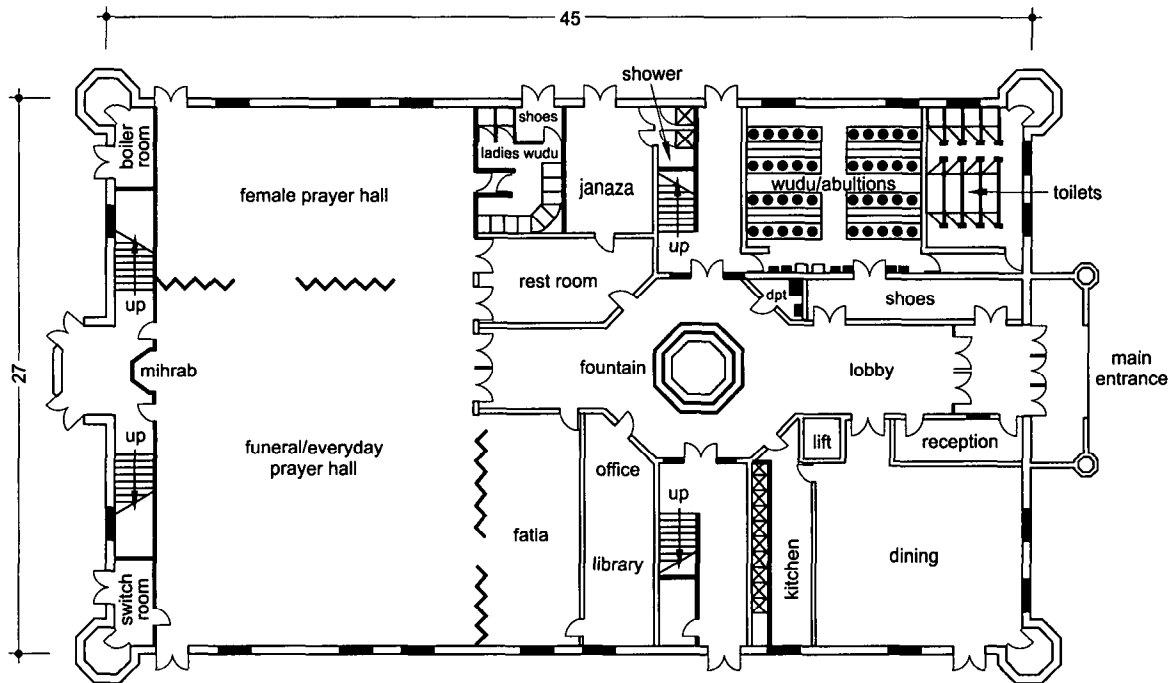 45
shower
shoes
boiler
room
ladies wudu
female prayer hall
janaza
wudu/abultions
toilets
up
up
rest room
dpt
shoes
27
mihrab
fountain
lobby
main
entrance
up
funeral/everyday
prayer hall
office
lift
reception
up
fatla
library
kitchen
dining
switch
room